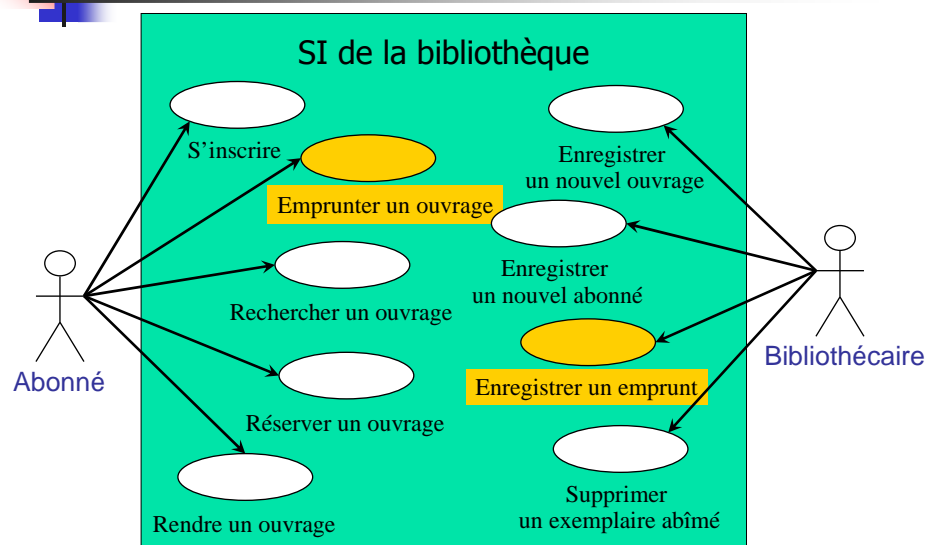 SI de la bibliothèque
S’inscrire
Emprunter un ouvrage
Rechercher un ouvrage
Réserver un ouvrage
Rendre un ouvrage
Enregistrer
un nouvel ouvrage
Enregistrer
un nouvel abonné
Enregistrer un emprunt
Supprimer
un exemplaire abîmé
Abonné
Bibliothécaire